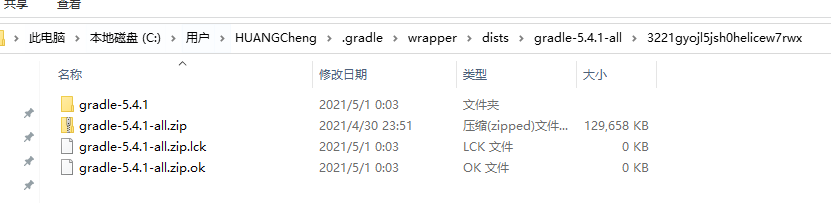 共享 查看
此电脑 › 本地磁盘 (C:) › 用户 › HUANGCheng › .gradle › wrapper › dists › gradle-5.4.1-all › 3221gyojl5jsh0helicew7rwx
名称 修改日期 类型 大小
gradle-5.4.1 2021/5/1 0:03 文件夹
gradle-5.4.1-all.zip 2021/4/30 23:51 压缩(zipped)文件... 129,658 KB
gradle-5.4.1-all.zip.lck 2021/5/1 0:03 LCK 文件 0 KB
gradle-5.4.1-all.zip.ok 2021/5/1 0:03 OK 文件 0 KB